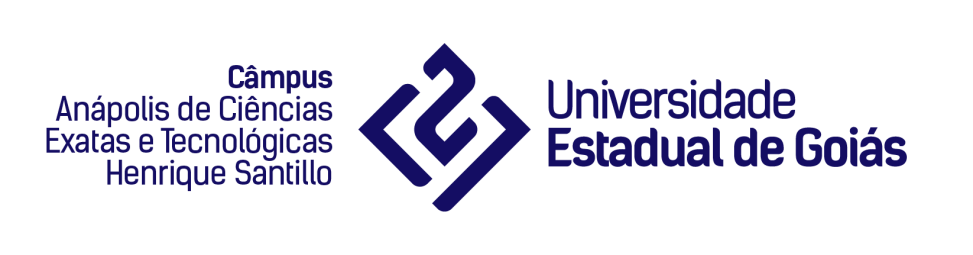 Câmpus
Anápolis de Ciências
Exatas e Tecnológicas
Henrique Santillo
Universidade
Estadual de Goiás